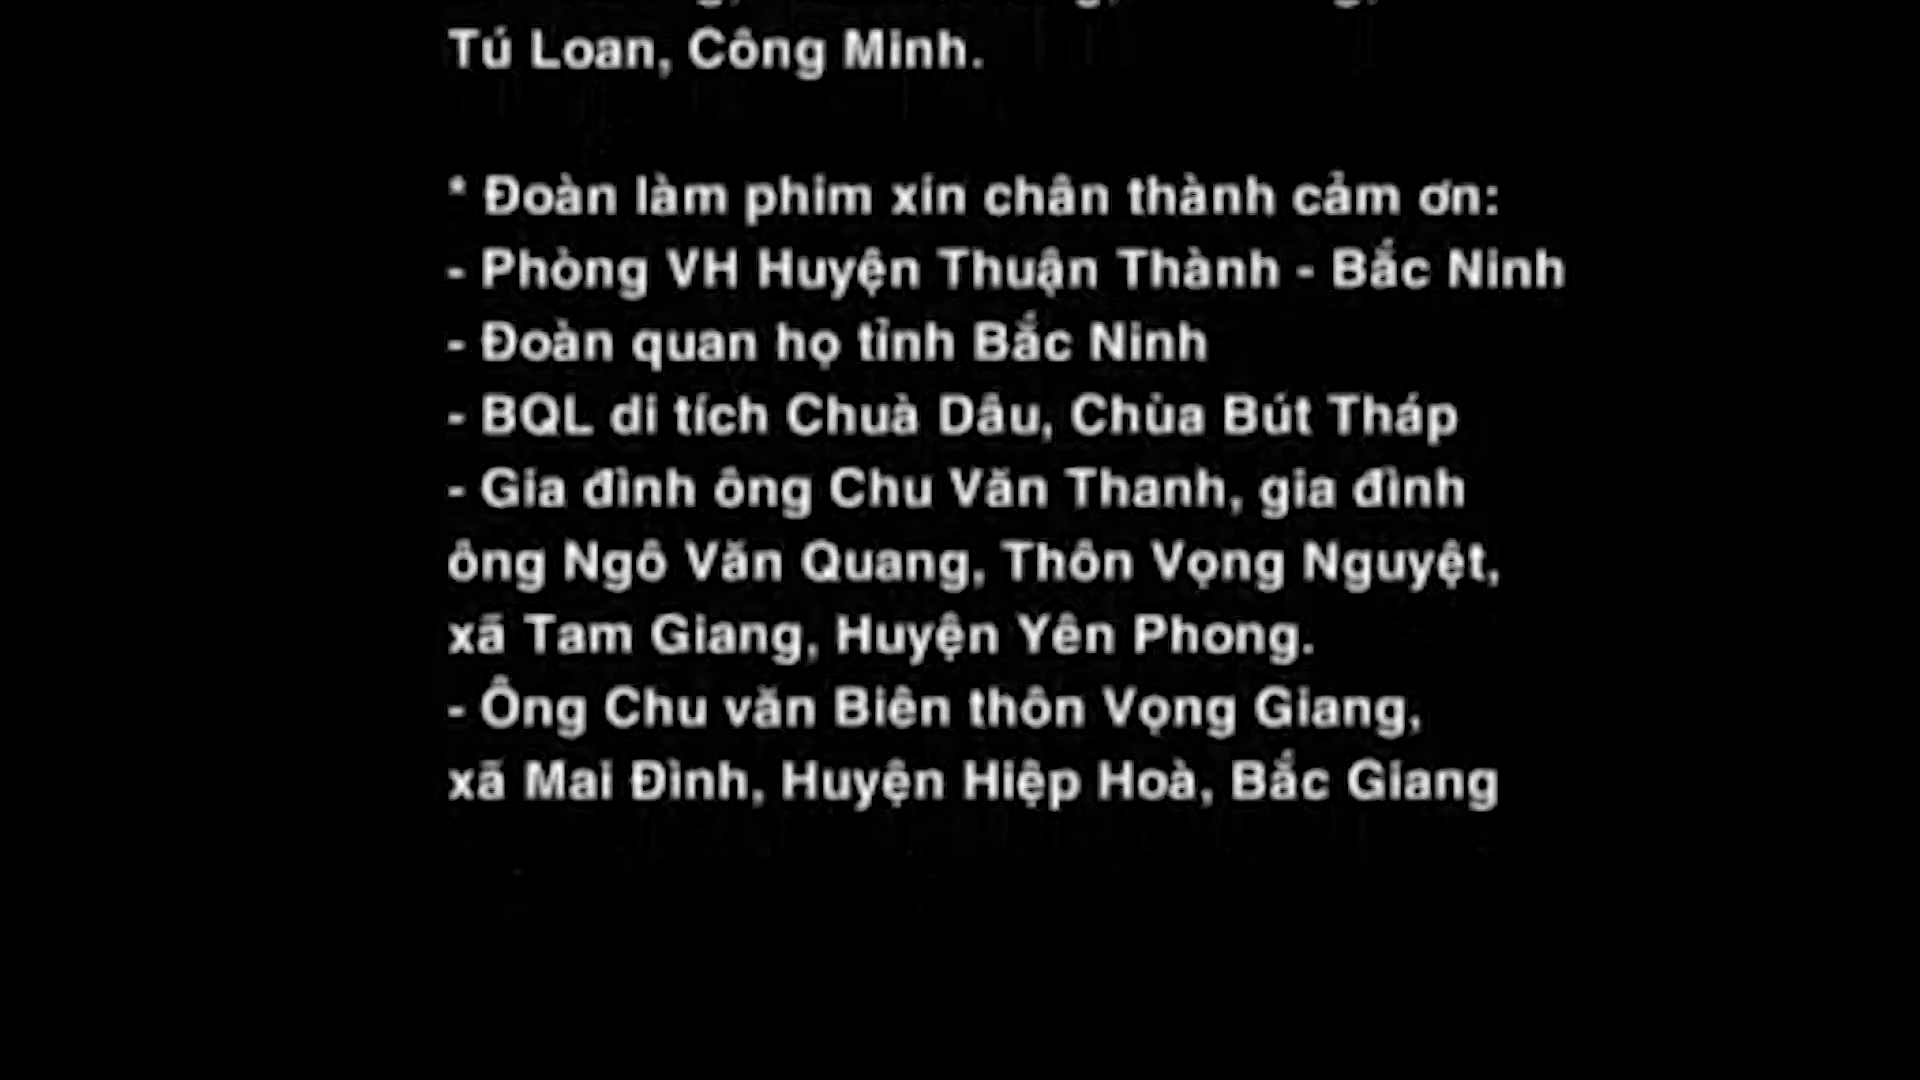 Tú Loan, Công Minh.
* Đoàn làm phim xin chân thành cảm ơn:
- Phòng VH Huyện Thuận Thành - Bắc Ninh
- Đoàn quan họ tỉnh Bắc Ninh
- BQL di tích Chuà Dâu, Chùa Bút Tháp
- Gia đình ông Chu Văn Thanh, gia đình
ông Ngô Văn Quang, Thôn Vọng Nguyệt,
xã Tam Giang, Huyện Yên Phong.
- Ông Chu văn Biên thôn Vọng Giang,
xã Mai Đình, Huyện Hiệp Hoà, Bắc Giang